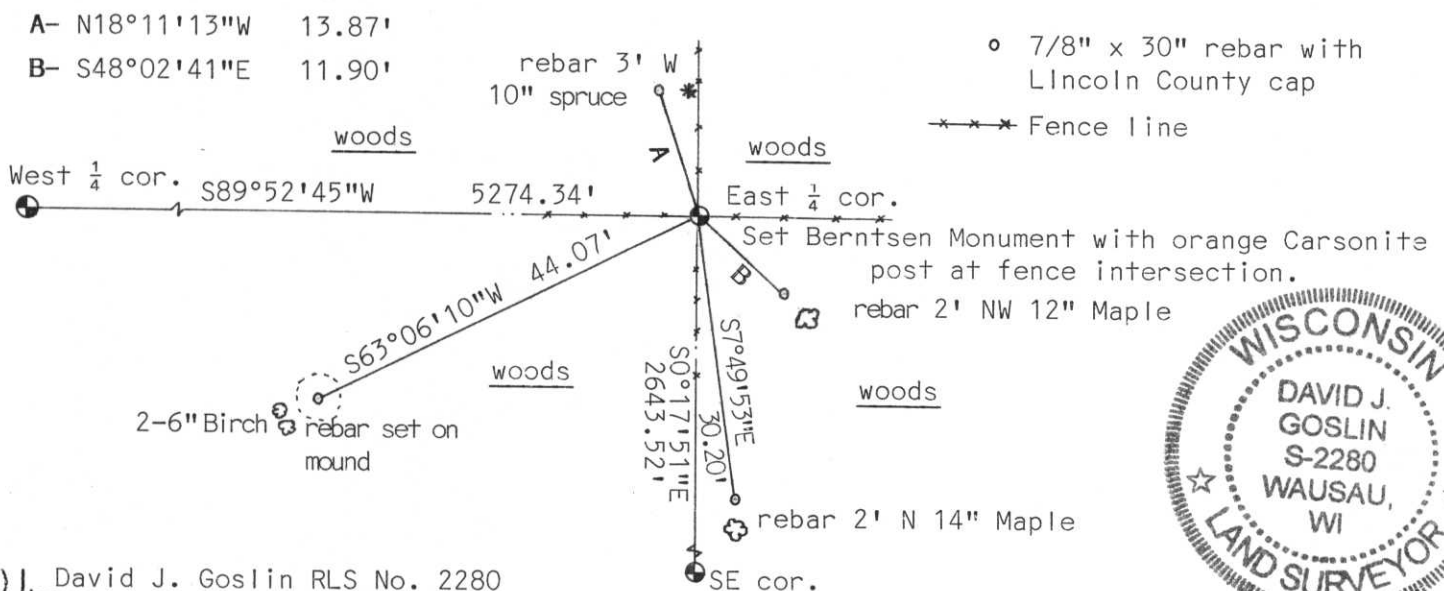 A- N18°11'13"W 13.87'
B- S48°02'41"E 11.90'
rebar 3' W
10" spruce
7/8" x 30" rebar with
LIncoln County cap
Fence line
woods
woods
A
West 1/4 cor.
S89°52'45"W 5274.34'
East 1/4 cor.
Set Berntsen Monument with orange Carsonite
post at fence intersection.
B
rebar 2' NW 12" Maple
S63°06'10"W 44.07'
woods
woods
2-6" Birch
rebar set on
mound
S0°17'51"E
2643.52'
S7°49'53"E
30.20'
rebar 2' N 14" Maple
SE cor.
WISCONSIN
DAVID J.
GOSLIN
S-2280
WAUSAU,
WI
LAND SURVEYOR
)I, David J. Goslin RLS No. 2280